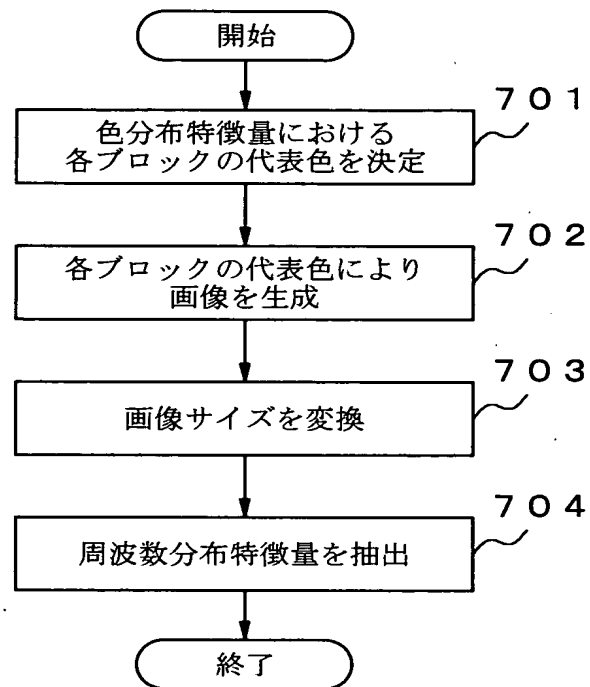 開始
７０１
色分布特徴量における
各ブロックの代表色を決定
７０２
各ブロックの代表色により
画像を生成
７０３
画像サイズを変換
７０４
周波数分布特徴量を抽出
終了